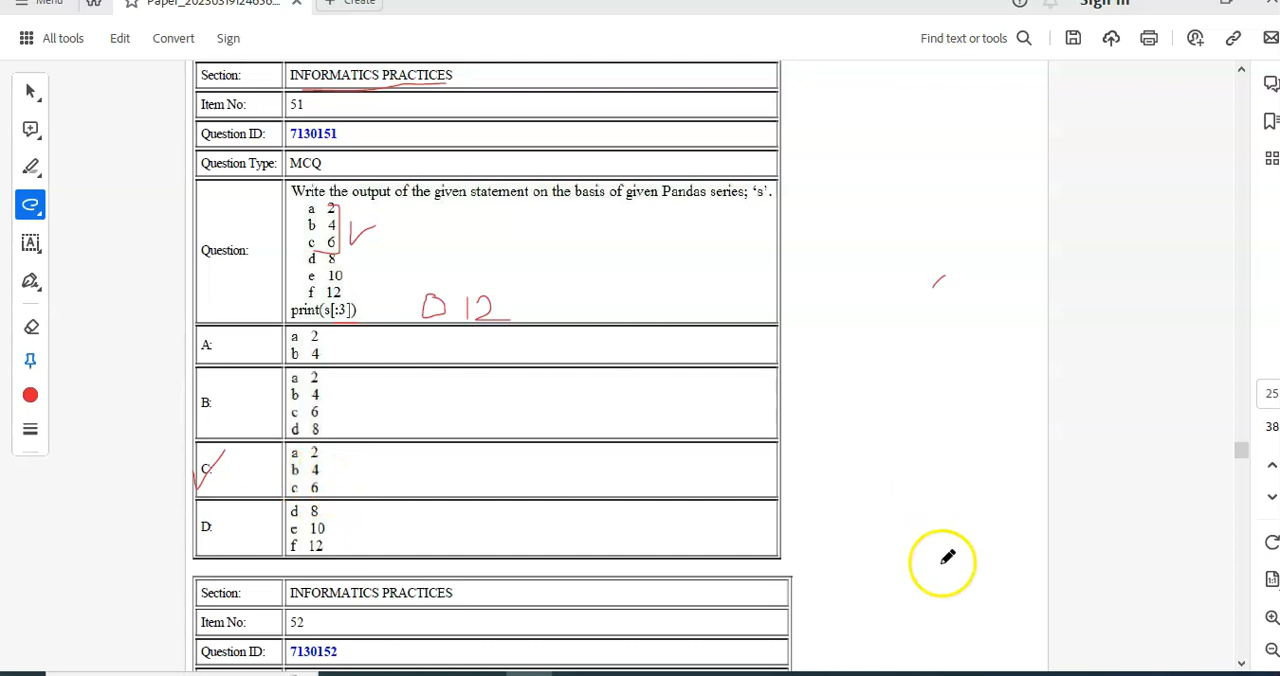 Menu
Paper_20230319124636...
Create
Sign in
All tools
Edit
Convert
Sign
Find text or tools
Section: INFORMATICS PRACTICES
Item No: 51
Question ID: 7130151
Question Type: MCQ
Question:
Write the output of the given statement on the basis of given Pandas series; ‘s’.
a 2
b 4
c 6
d 8
e 10
f 12
print(s[:3])
0 12
A:
a 2
b 4
B:
a 2
b 4
c 6
d 8
C:
a 2
b 4
c 6
D:
d 8
e 10
f 12
Section: INFORMATICS PRACTICES
Item No: 52
Question ID: 7130152
25
38